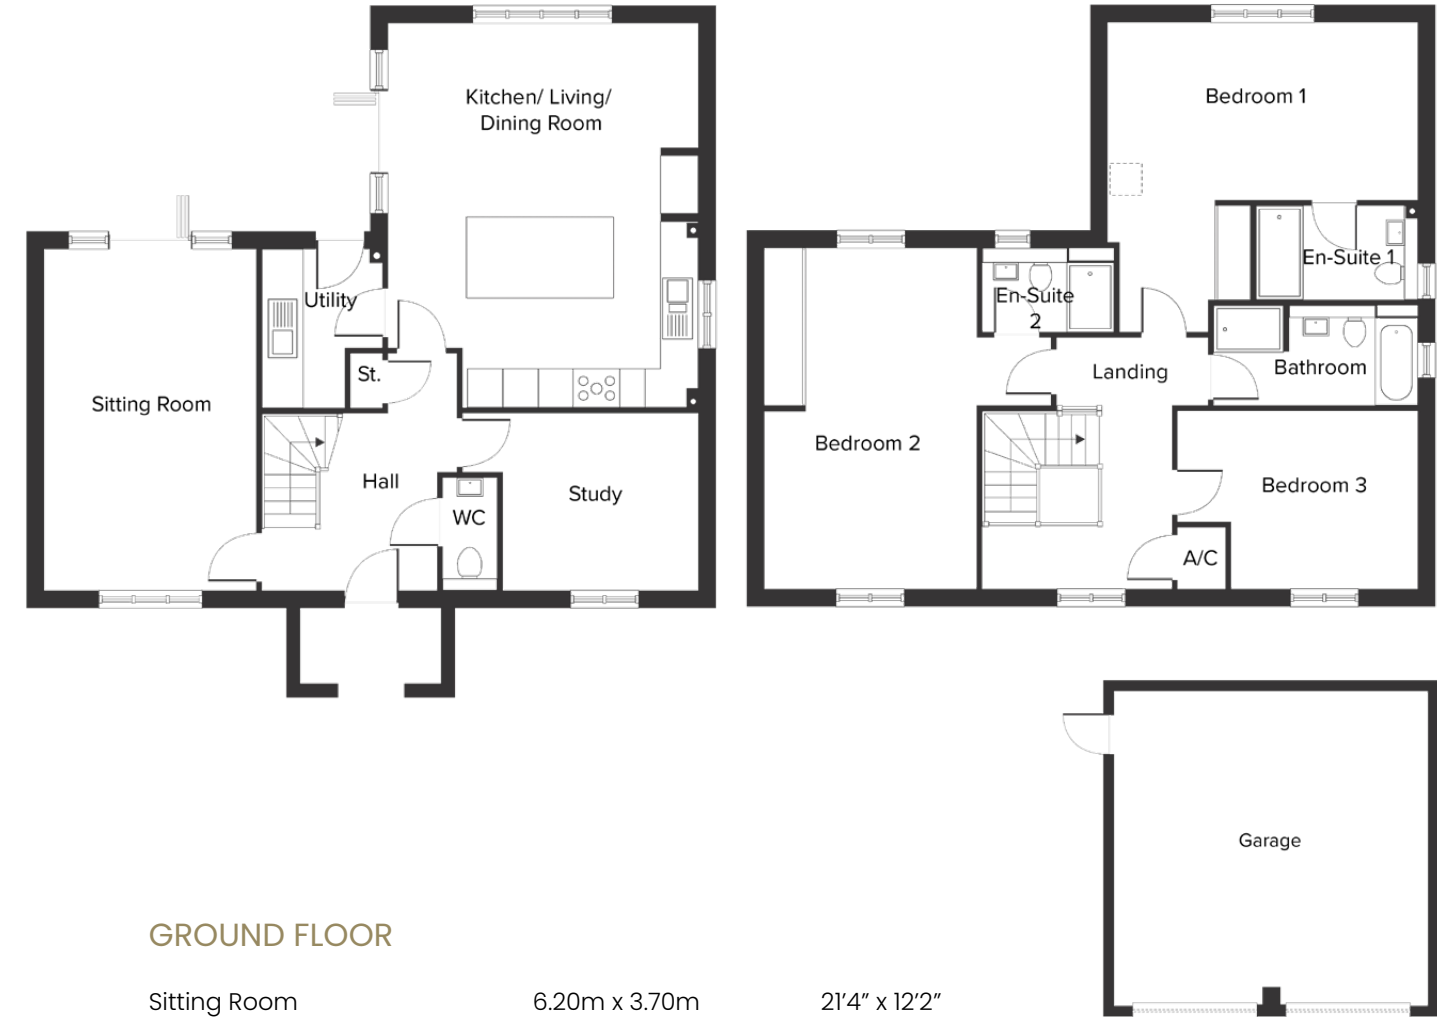 Kitchen/ Living/
Dining Room
Utility
St.
Sitting Room
Hall
WC
Study
Bedroom 1
En-Suite 1
En-Suite
2
Landing
Bathroom
Bedroom 2
Bedroom 3
A/C
Garage
GROUND FLOOR
Sitting Room 6.20m x 3.70m 21’4” x 12’2”